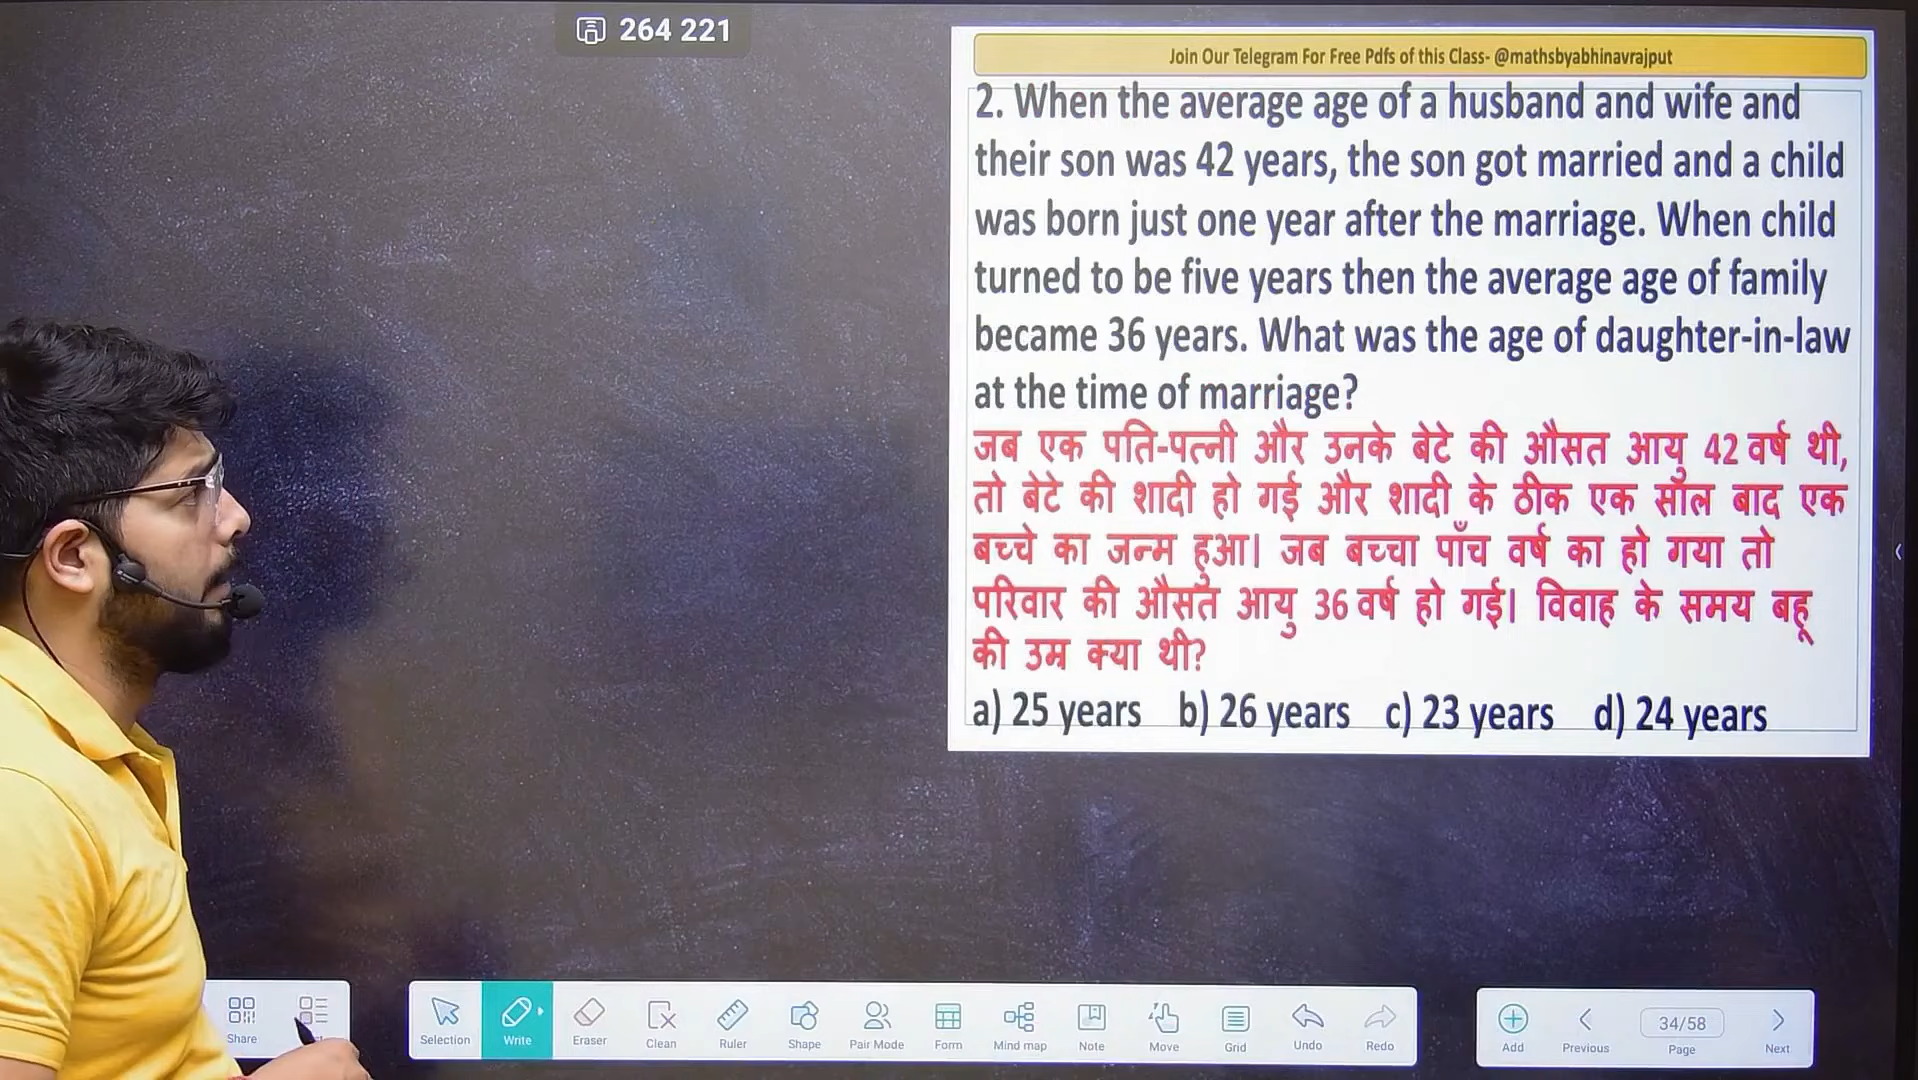 264 221
Join Our Telegram For Free Pdfs of this Class- @mathsbyabhinavrajput
2. When the average age of a husband and wife and
their son was 42 years, the son got married and a child
was born just one year after the marriage. When child
turned to be five years then the average age of family
became 36 years. What was the age of daughter-in-law
at the time of marriage?
जब एक पति-पत्नी और उनके बेटे की औसत आयु 42 वर्ष थी,
तो बेटे की शादी हो गई और शादी के ठीक एक साल बाद एक
बच्चे का जन्म हुआ। जब बच्चा पाँच वर्ष का हो गया तो
परिवार की औसत आयु 36 वर्ष हो गई। विवाह के समय बहू
की उम्र क्या थी?
a) 25 years b) 26 years c) 23 years d) 24 years
Share
Selection Write Eraser Clean Ruler Shape Pair Mode Form Mind map Note Move Grid Undo Redo
34/58
Add Previous Page Next